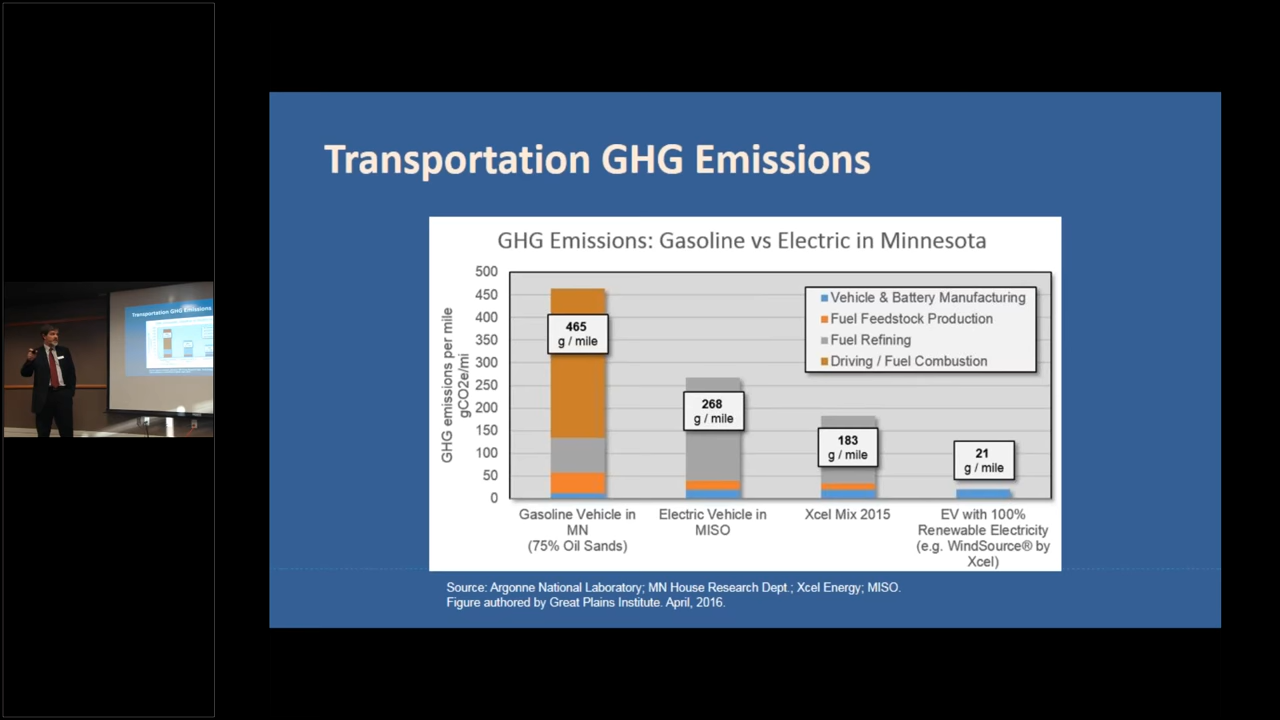 Transportation GHG Emissions
GHG Emissions: Gasoline vs Electric in Minnesota
GHG emissions per mile
gCO2e/mi
500
450
400
350
300
250
200
150
100
50
0
465
g / mile
268
g / mile
183
g / mile
21
g / mile
Vehicle & Battery Manufacturing
Fuel Feedstock Production
Fuel Refining
Driving / Fuel Combustion
Gasoline Vehicle in
MN
(75% Oil Sands)
Electric Vehicle in
MISO
Xcel Mix 2015
EV with 100%
Renewable Electricity
(e.g. WindSource® by
Xcel)
Source: Argonne National Laboratory; MN House Research Dept.; Xcel Energy; MISO.
Figure authored by Great Plains Institute. April, 2016.
Transportation GHG Emissions